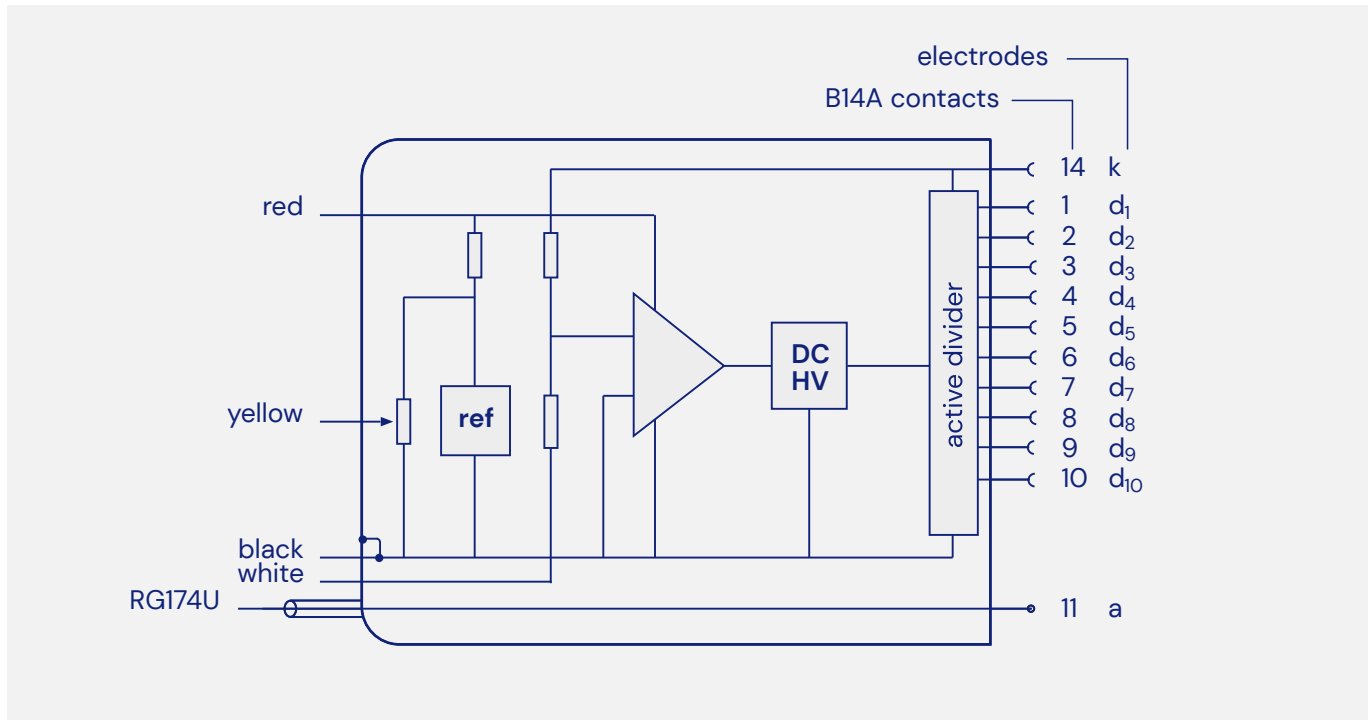 electrodes
B14A contacts
14 k
red
1 d1
2 d2
3 d3
4 d4
5 d5
6 d6
7 d7
8 d8
9 d9
10 d10
DC
HV
active divider
yellow
ref
black
white
RG174U
11 a